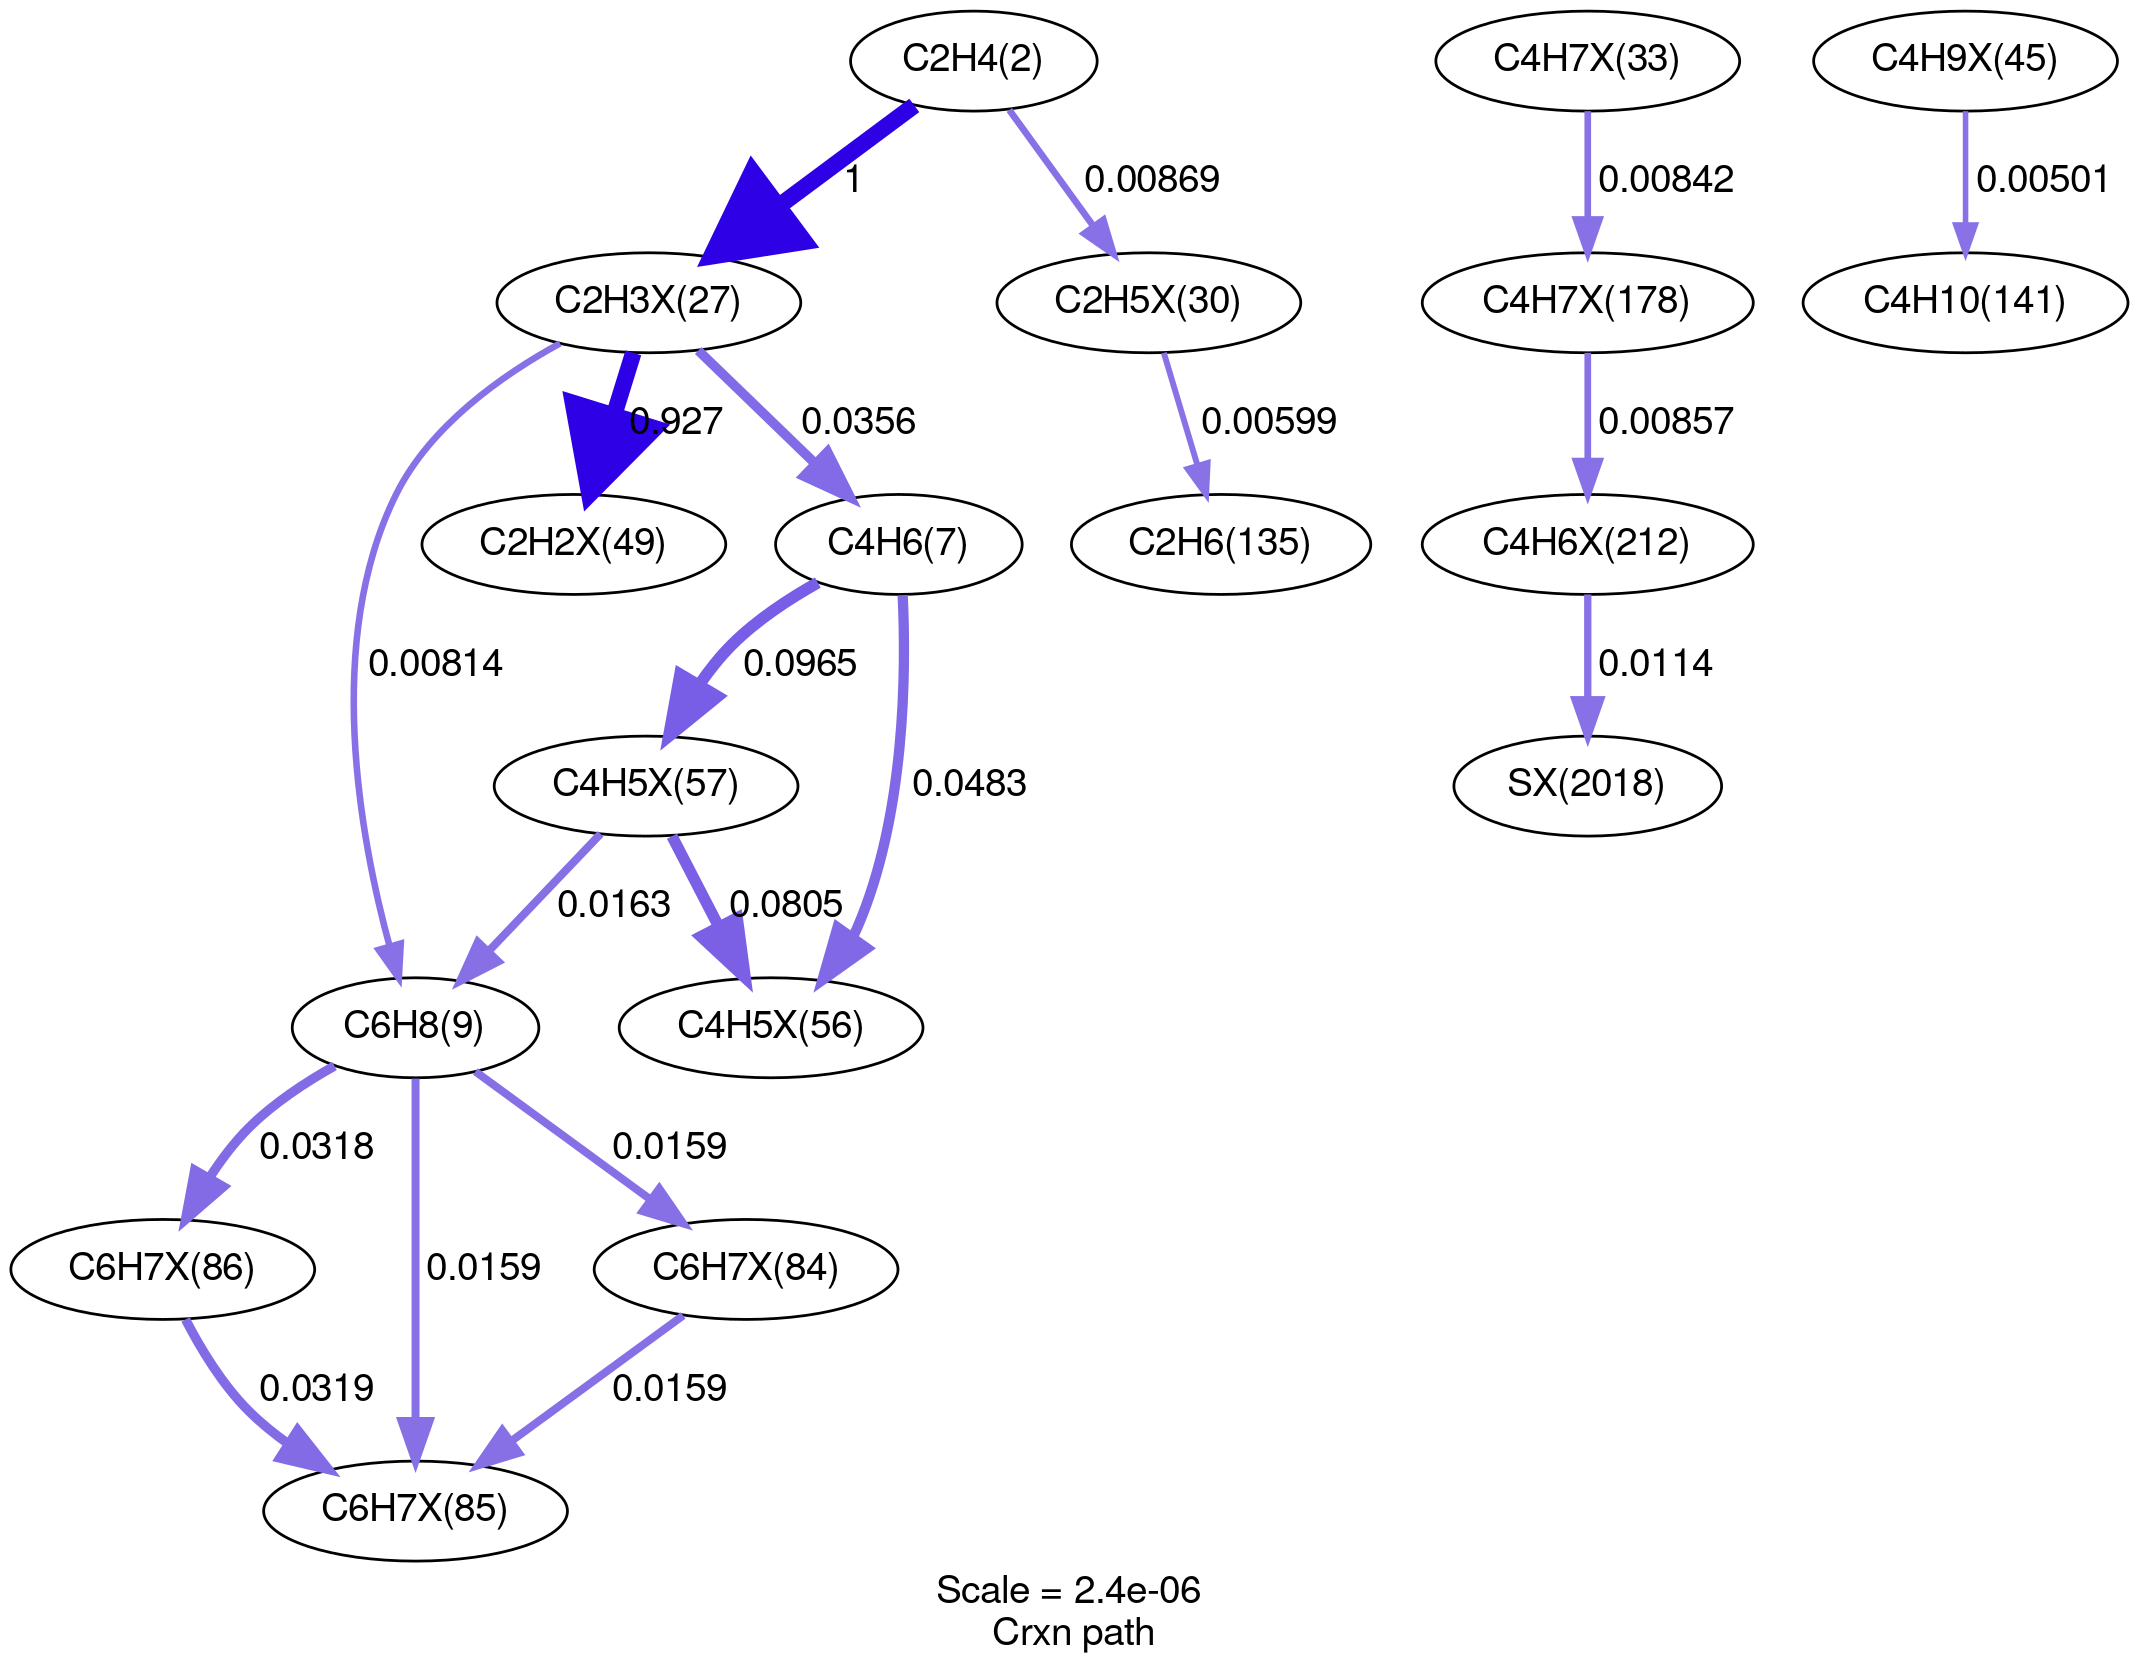 C2H4(2)
C4H7X(33)
C4H9X(45)
1
0.00869
0.00842
0.00501
C2H3X(27)
C2H5X(30)
C4H7X(178)
C4H10(141)
0.927
0.0356
0.00599
0.00857
C2H2X(49)
C4H6(7)
C2H6(135)
C4H6X(212)
0.00814
0.0965
0.0114
C4H5X(57)
0.0483
SX(2018)
0.0163
0.0805
C6H8(9)
C4H5X(56)
0.0318
0.0159
C6H7X(86)
0.0159
C6H7X(84)
0.0319
0.0159
C6H7X(85)
Scale = 2.4e-06
Crxn path